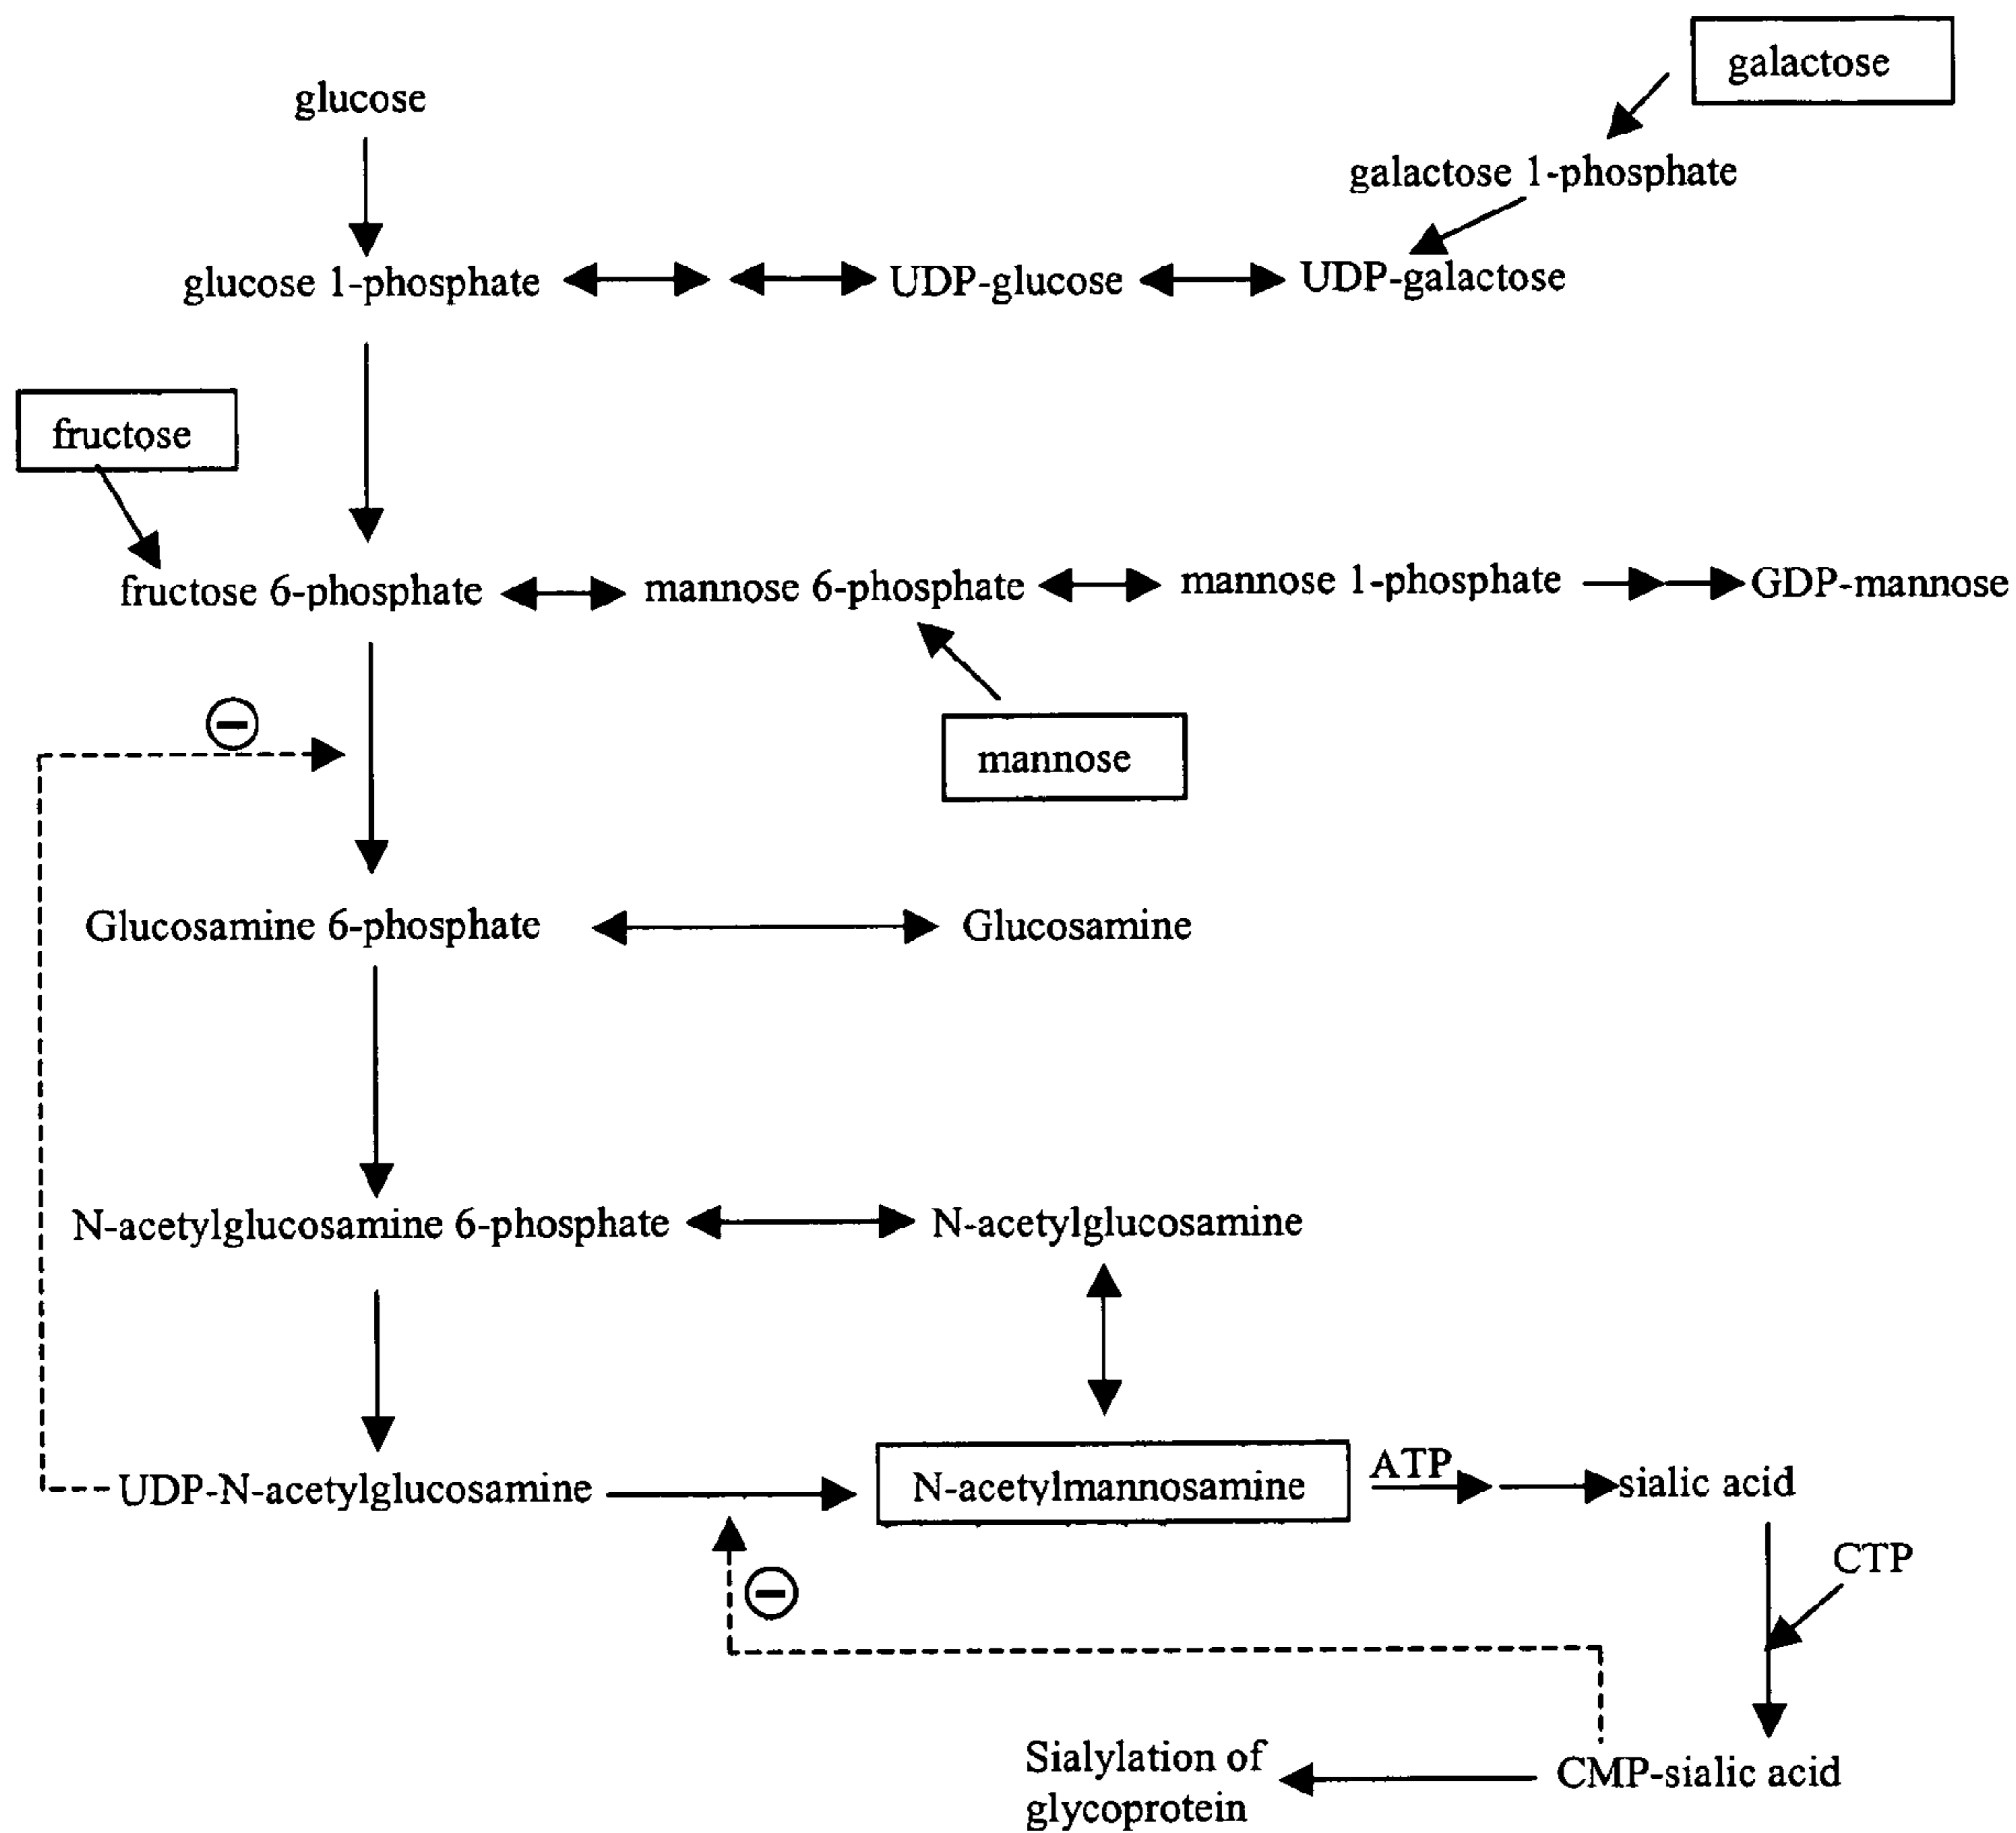 galactose
glucose
galactose 1-phosphate
glucose 1-phosphate
UDP-glucose
UDP-galactose
fructose
fructose 6-phosphate
mannose 6-phosphate
mannose 1-phosphate
GDP-mannose
mannose
Glucosamine 6-phosphate
Glucosamine
N-acetylglucosamine 6-phosphate
N-acetylglucosamine
UDP-N-acetylglucosamine
N-acetylmannosamine
ATP
sialic acid
CTP
CMP-sialic acid
Sialylation of
glycoprotein